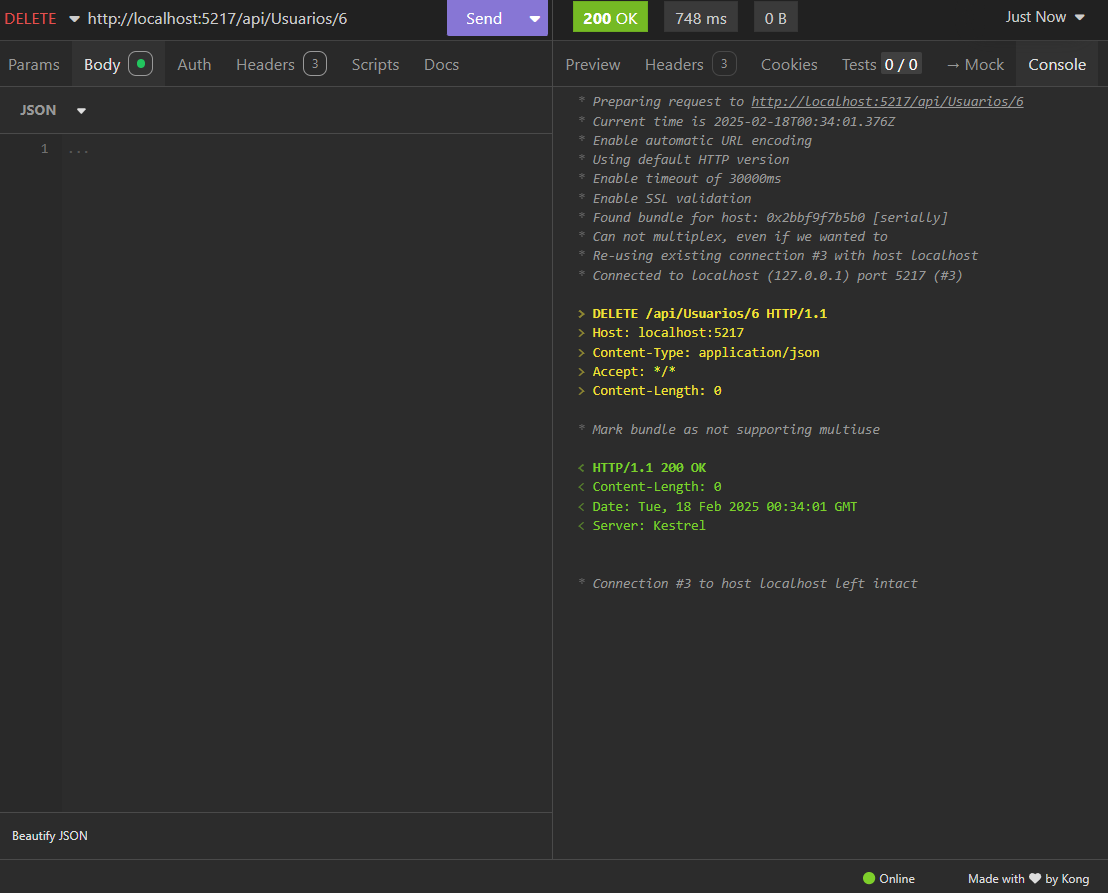 DELETE http://localhost:5217/api/Usuarios/6 Send 200 OK 748 ms 0 B Just Now
Params Body Auth Headers 3 Scripts Docs
Preview Headers 3 Cookies Tests 0 / 0 → Mock Console
JSON
1 ...
* Preparing request to http://localhost:5217/api/Usuarios/6
* Current time is 2025-02-18T00:34:01.376Z
* Enable automatic URL encoding
* Using default HTTP version
* Enable timeout of 30000ms
* Enable SSL validation
* Found bundle for host: 0x2bbf9f7b5b0 [serially]
* Can not multiplex, even if we wanted to
* Re-using existing connection #3 with host localhost
* Connected to localhost (127.0.0.1) port 5217 (#3)
> DELETE /api/Usuarios/6 HTTP/1.1
> Host: localhost:5217
> Content-Type: application/json
> Accept: */*
> Content-Length: 0
* Mark bundle as not supporting multiuse
< HTTP/1.1 200 OK
< Content-Length: 0
< Date: Tue, 18 Feb 2025 00:34:01 GMT
< Server: Kestrel
* Connection #3 to host localhost left intact
Beautify JSON
Online Made with ♥ by Kong